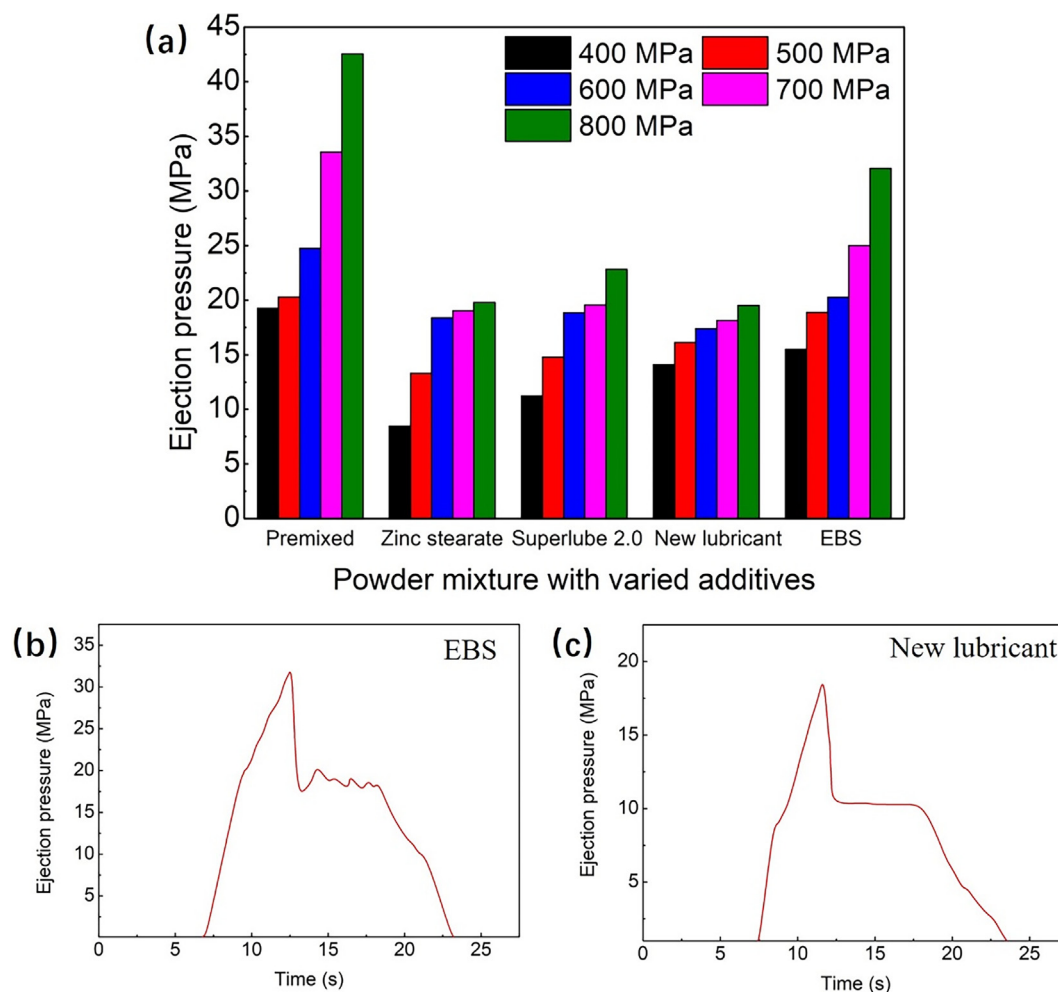 (a)
45
40
35
30
25
20
15
10
5
0
Ejection pressure (MPa)
400 MPa 500 MPa
600 MPa 700 MPa
800 MPa
Premixed Zinc stearate Superlube 2.0 New lubricant EBS
Powder mixture with varied additives
(b)
EBS
35
30
25
20
15
10
5
Ejection pressure (MPa)
0 5 10 15 20 25
Time (s)
(c)
New lubricant
20
15
10
5
Ejection pressure (MPa)
0 5 10 15 20 25
Time (s)